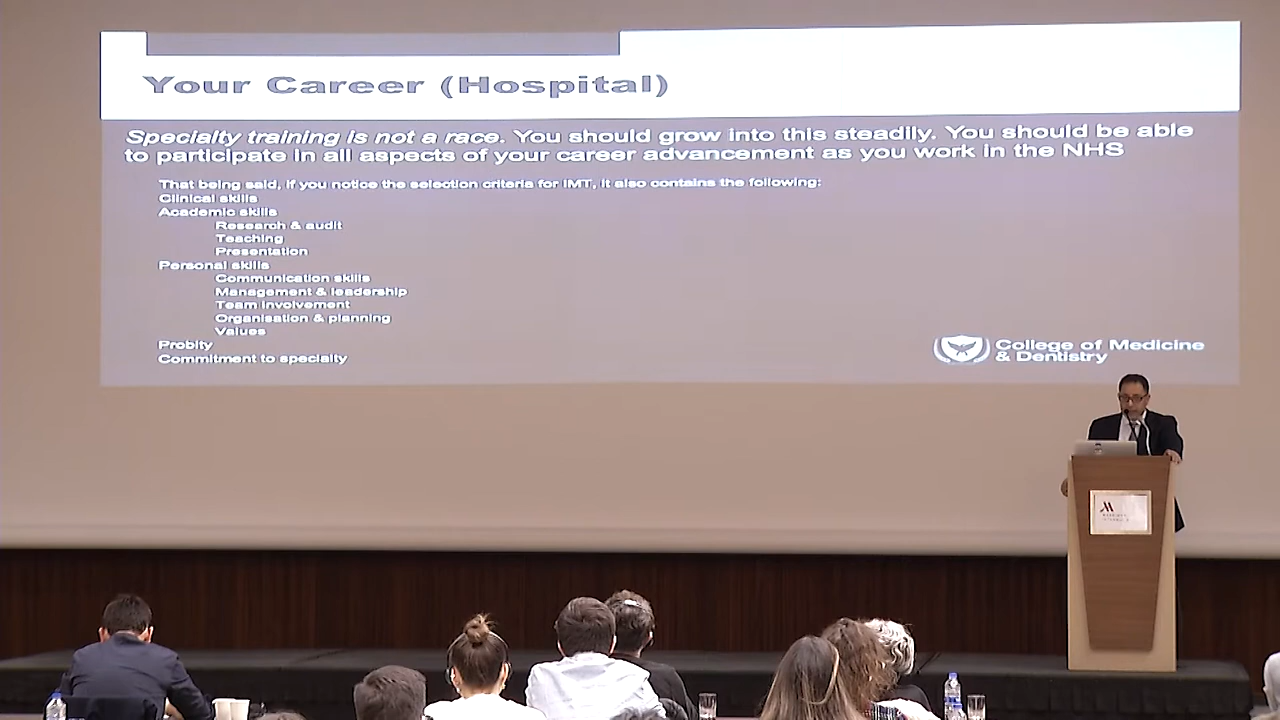 Your Career (Hospital)
Specialty training is not a race. You should grow into this steadily. You should be able
to participate in all aspects of your career advancement as you work in the NHS
That being said, if you notice the selection criteria for IMT, it also contains the following:
Clinical skills
Academic skills
Research & audit
Teaching
Presentation
Personal skills
Communication skills
Management & leadership
Team involvement
Organisation & planning
Values
Probity
Commitment to specialty
College of Medicine
& Dentistry